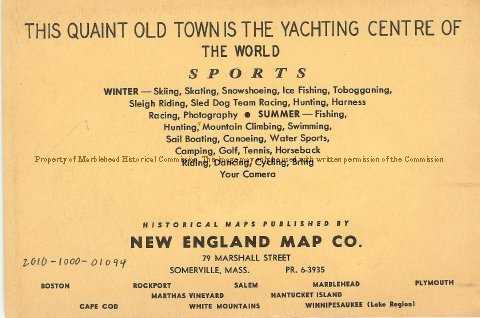 THIS QUAINT OLD TOWN IS THE YACHTING CENTRE OF
THE WORLD
SPORTS
WINTER — Skiing, Skating, Snowshoeing, Ice Fishing, Tobogganing,
Sleigh Riding, Sled Dog Team Racing, Hunting, Harness
Racing, Photography ● SUMMER — Fishing,
Hunting, Mountain Climbing, Swimming,
Sail Boating, Canoeing, Water Sports,
Camping, Golf, Tennis, Horseback
Property of Marblehead Historical Commission. This image may not be used with written permission of the Commission
Riding, Dancing, Cycling, Bring
Your Camera
HISTORICAL MAPS PUBLISHED BY
NEW ENGLAND MAP CO.
79 MARSHALL STREET
2010-1000-01094
SOMERVILLE, MASS. PR. 6-3935
BOSTON ROCKPORT SALEM MARBLEHEAD PLYMOUTH
MARTHAS VINEYARD NANTUCKET ISLAND
CAPE COD WHITE MOUNTAINS WINNIPESAUKEE (Lake Region)